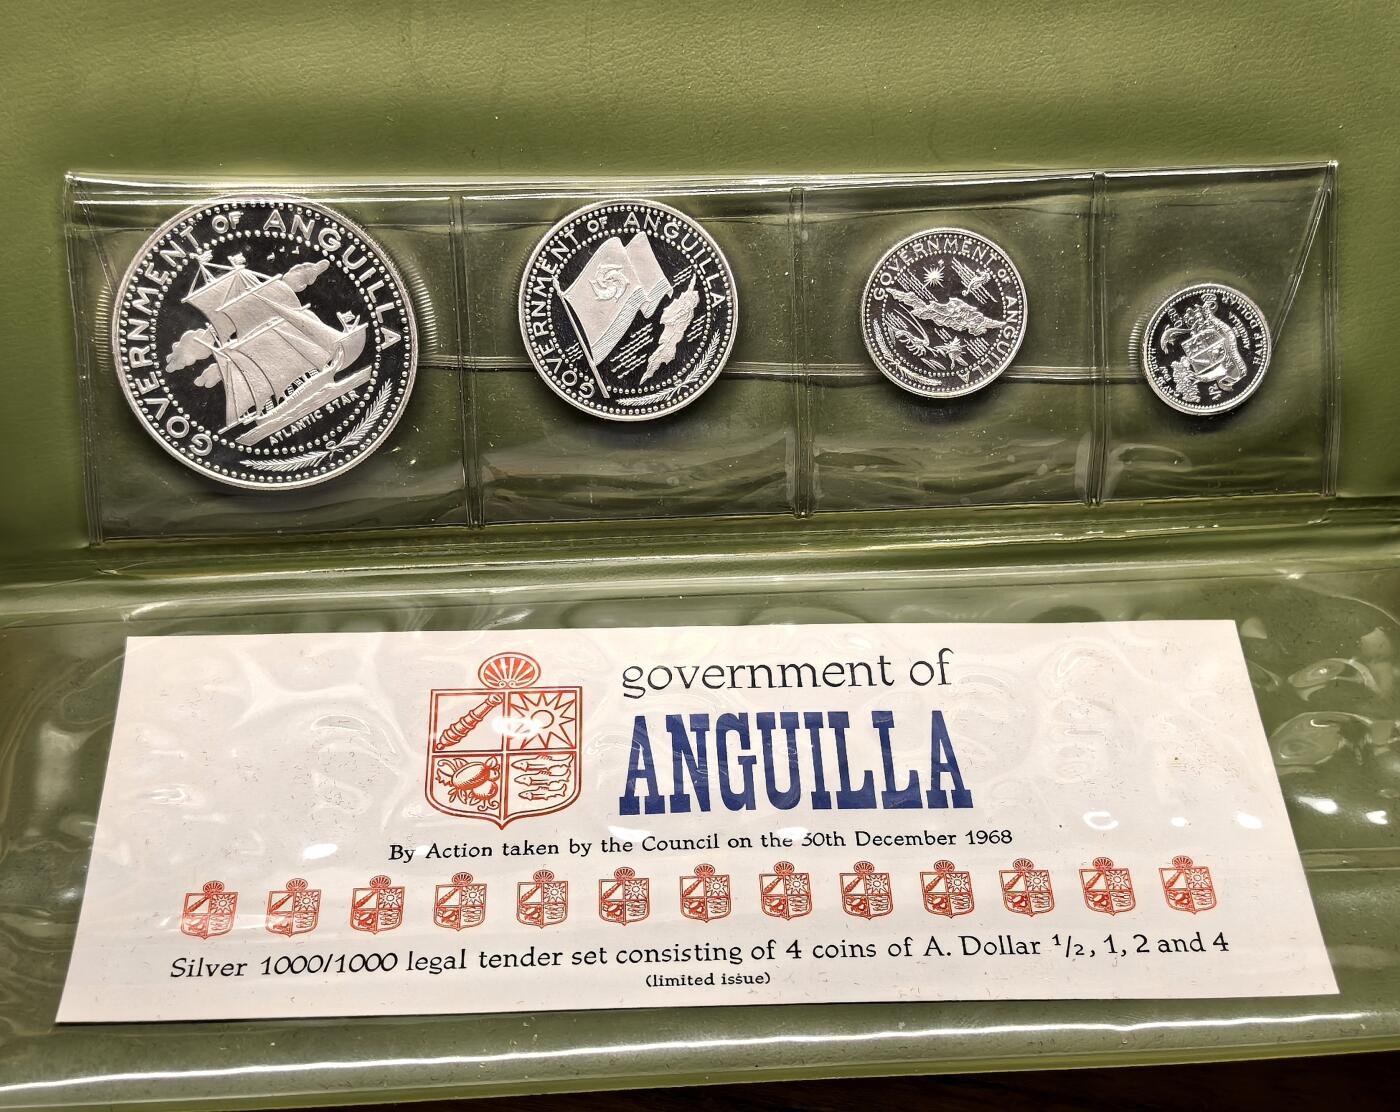 GOVERNMENT OF ANGUILLA
ATLANTIC STAR
GOVERNMENT OF ANGUILLA
GOVERNMENT OF ANGUILLA
HALF DOLLAR
government of
ANGUILLA
By Action taken by the Council on the 30th December 1968
Silver 1000/1000 legal tender set consisting of 4 coins of A. Dollar 1/2, 1, 2 and 4
(limited issue)